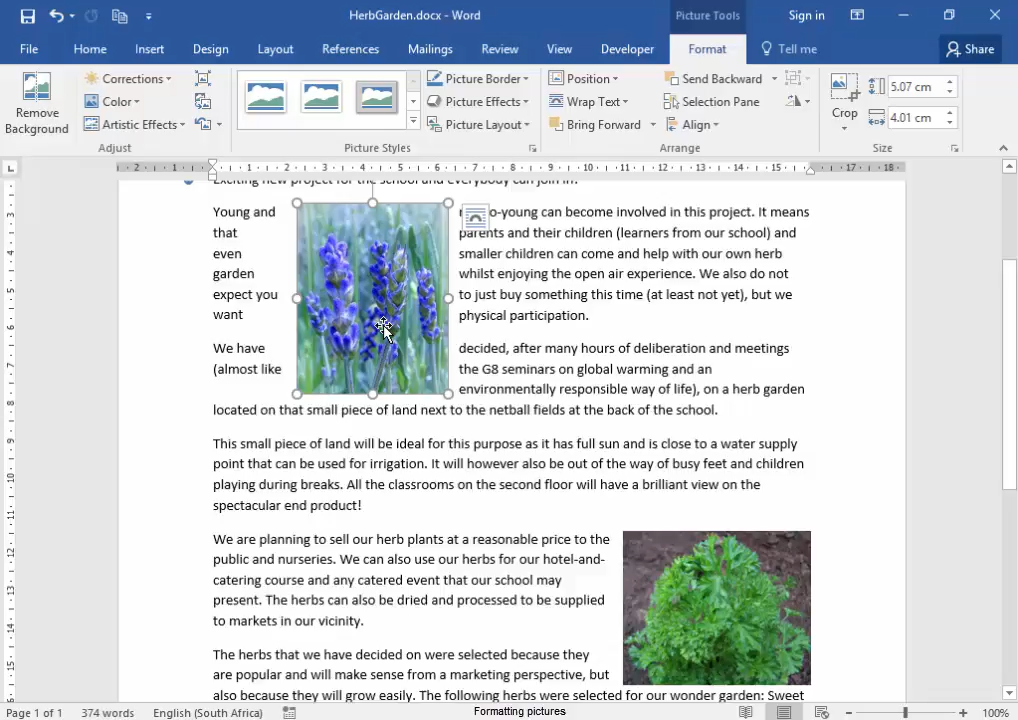 HerbGarden.docx - Word
Picture Tools
Sign in
File
Home
Insert
Design
Layout
References
Mailings
Review
View
Developer
Format
Tell me
Share
Remove Background
Corrections
Color
Artistic Effects
Adjust
Picture Border
Picture Effects
Picture Layout
Picture Styles
Position
Wrap Text
Bring Forward
Send Backward
Selection Pane
Align
Arrange
Crop
5.07 cm
4.01 cm
Size
Exciting new project for the school and everybody can join in!
Young and
o-young can become involved in this project. It means
that
parents and their children (learners from our school) and
even
smaller children can come and help with our own herb
garden
whilst enjoying the open air experience. We also do not
expect you
to just buy something this time (at least not yet), but we
want
physical participation.
We have
decided, after many hours of deliberation and meetings
(almost like
the G8 seminars on global warming and an
environmentally responsible way of life), on a herb garden
located on that small piece of land next to the netball fields at the back of the school.
This small piece of land will be ideal for this purpose as it has full sun and is close to a water supply
point that can be used for irrigation. It will however also be out of the way of busy feet and children
playing during breaks. All the classrooms on the second floor will have a brilliant view on the
spectacular end product!
We are planning to sell our herb plants at a reasonable price to the
public and nurseries. We can also use our herbs for our hotel-and-
catering course and any catered event that our school may
present. The herbs can also be dried and processed to be supplied
to markets in our vicinity.
The herbs that we have decided on were selected because they
are popular and will make sense from a marketing perspective, but
also because they will grow easily. The following herbs were selected for our wonder garden: Sweet
Page 1 of 1
374 words
English (South Africa)
Formatting pictures
100%